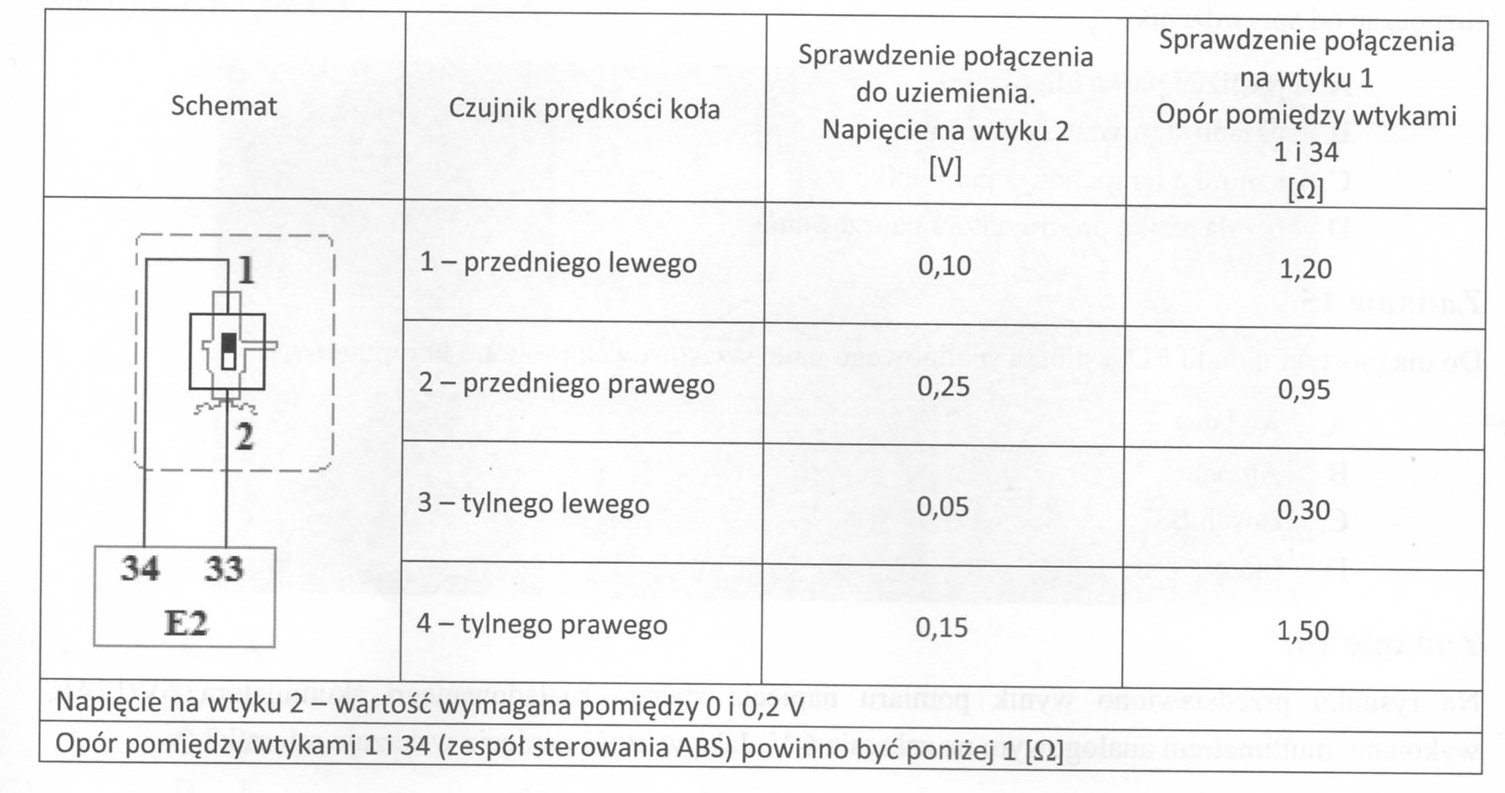 Schemat
Czujnik prędkości koła
Sprawdzenie połączenia
do uziemienia.
Napięcie na wtyku 2
[V]
Sprawdzenie połączenia
na wtyku 1
Opór pomiędzy wtykami
1 i 34
[Ω]
1
2
34 33
E2
1 – przedniego lewego 0,10 1,20
2 – przedniego prawego 0,25 0,95
3 – tylnego lewego 0,05 0,30
4 – tylnego prawego 0,15 1,50
Napięcie na wtyku 2 – wartość wymagana pomiędzy 0 i 0,2 V
Opór pomiędzy wtykami 1 i 34 (zespół sterowania ABS) powinno być poniżej 1 [Ω]